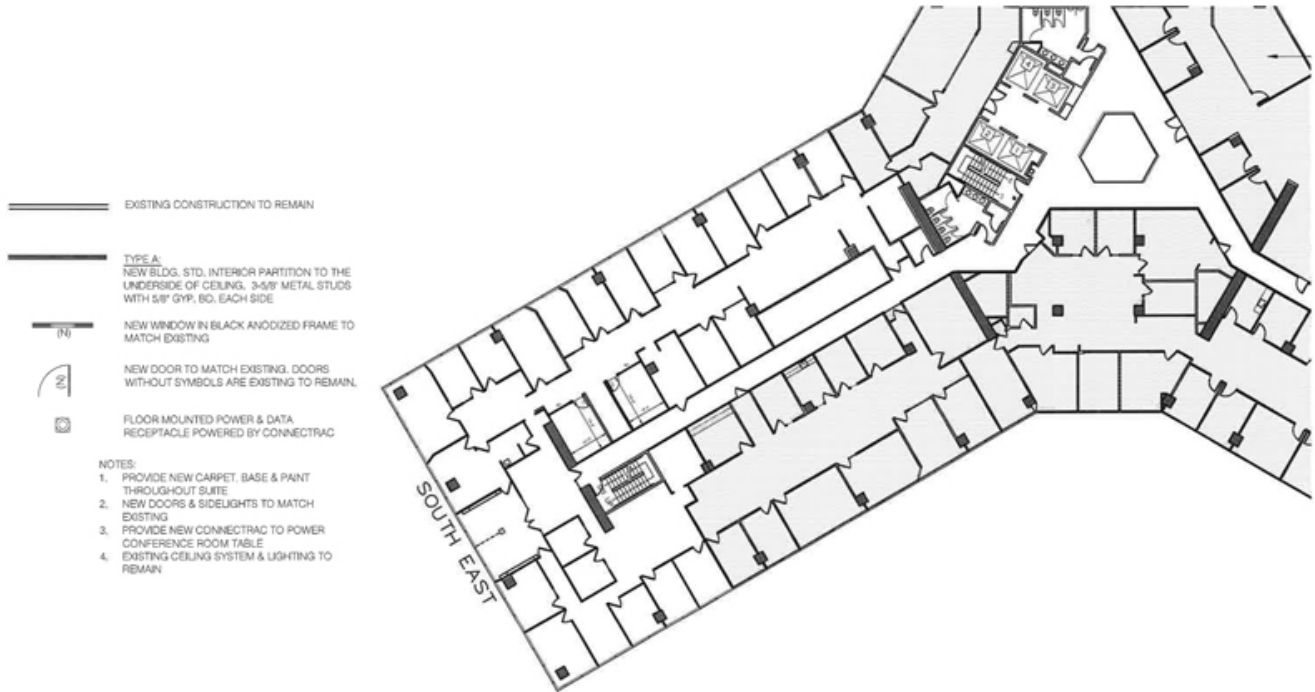 EXISTING CONSTRUCTION TO REMAIN
TYPE A:
NEW BLDG. STD. INTERIOR PARTITION TO THE
UNDERSIDE OF CEILING. 3-5/8" METAL STUDS
WITH 5/8" GYP. BD. EACH SIDE
(N)
NEW WINDOW IN BLACK ANODIZED FRAME TO
MATCH EXISTING
(N)
NEW DOOR TO MATCH EXISTING. DOORS
WITHOUT SYMBOLS ARE EXISTING TO REMAIN.
FLOOR MOUNTED POWER & DATA
RECEPTACLE POWERED BY CONNECTRAC
NOTES:
1. PROVIDE NEW CARPET, BASE & PAINT
THROUGHOUT SUITE
2. NEW DOORS & SIDELIGHTS TO MATCH
EXISTING
3. PROVIDE NEW CONNECTRAC TO POWER
CONFERENCE ROOM TABLE
4. EXISTING CEILING SYSTEM & LIGHTING TO
REMAIN
SOUTH EAST
4
3
2
1